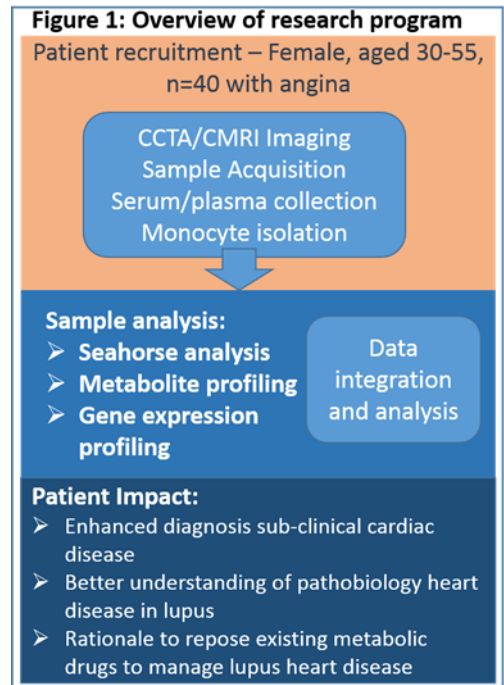 Figure 1: Overview of research program
Patient recruitment – Female, aged 30-55,
n=40 with angina
CCTA/CMRI Imaging
Sample Acquisition
Serum/plasma collection
Monocyte isolation
Sample analysis:
➢ Seahorse analysis
➢ Metabolite profiling
➢ Gene expression
profiling
Data
integration
and analysis
Patient Impact:
➢ Enhanced diagnosis sub-clinical cardiac
disease
➢ Better understanding of pathobiology heart
disease in lupus
➢ Rationale to repose existing metabolic
drugs to manage lupus heart disease